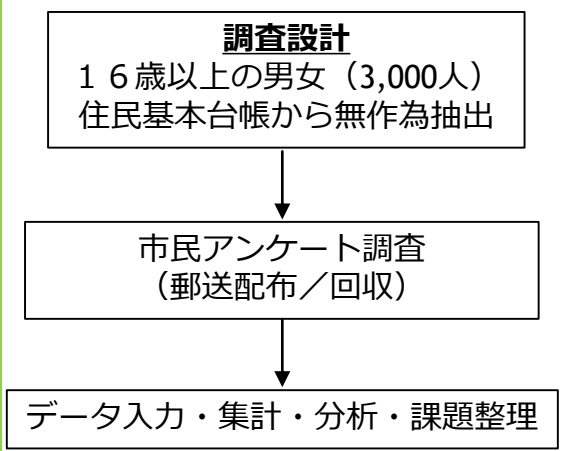 調査設計
１６歳以上の男女（3,000人）
住民基本台帳から無作為抽出
市民アンケート調査
（郵送配布／回収）
データ入力・集計・分析・課題整理